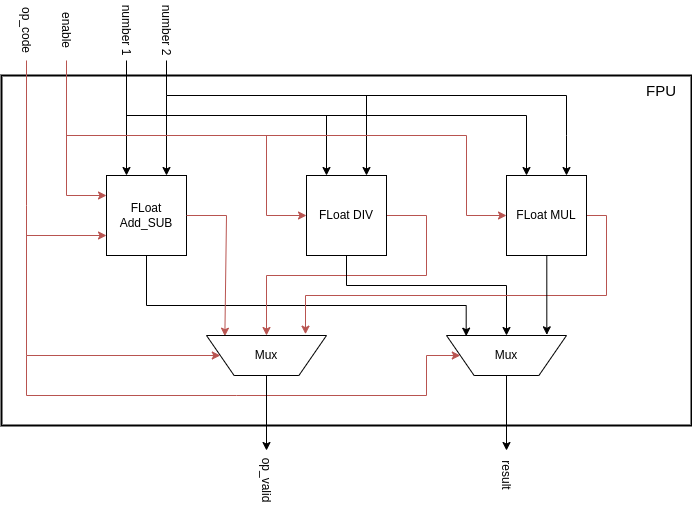 op_code
enable
number 1
number 2
FPU
FLoat
Add_SUB
FLoat DIV
FLoat MUL
Mux
Mux
op_valid
result